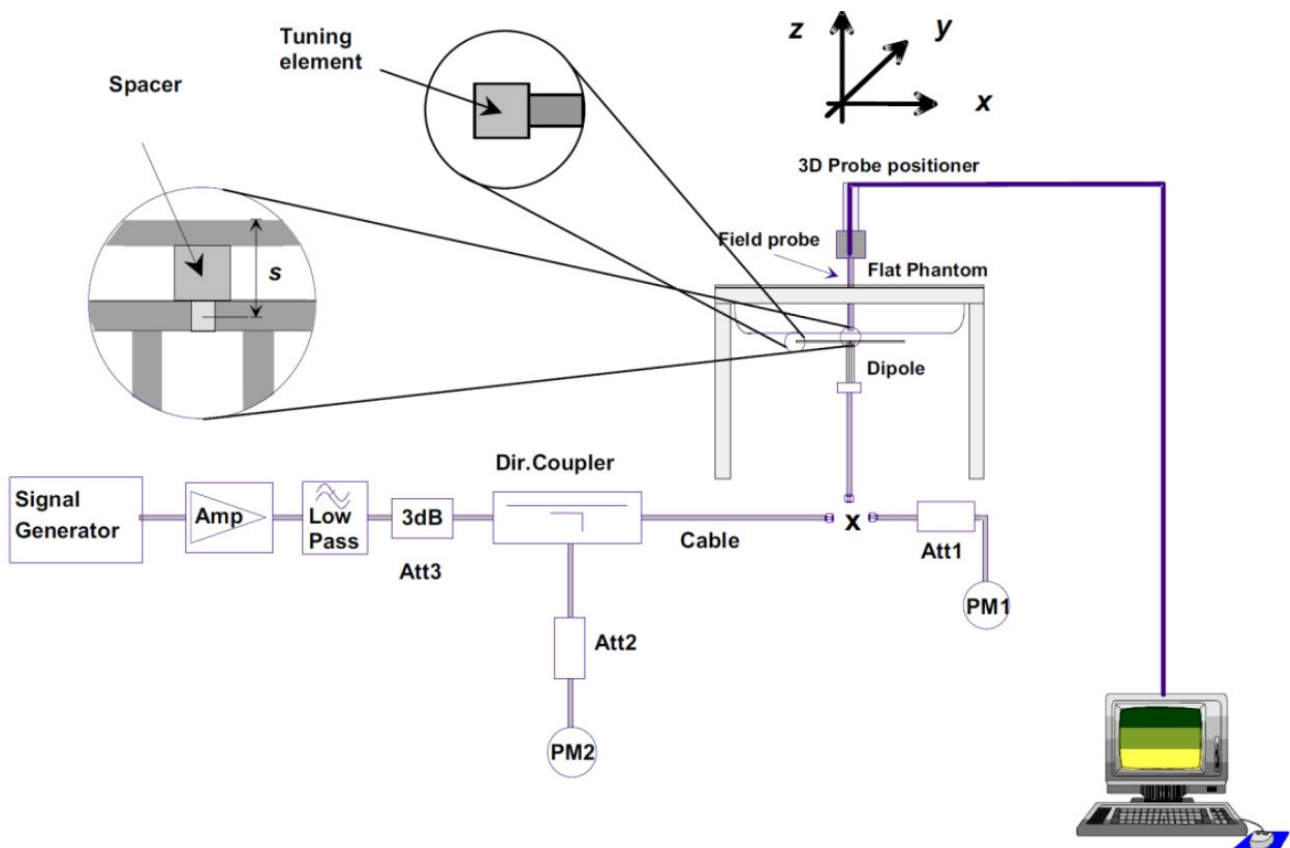 z
y
x
Tuning
element
Spacer
s
3D Probe positioner
Field probe
Flat Phantom
Dipole
Dir.Coupler
Signal
Generator
Amp
Low
Pass
3dB
Att3
Cable
x
Att1
PM1
Att2
PM2